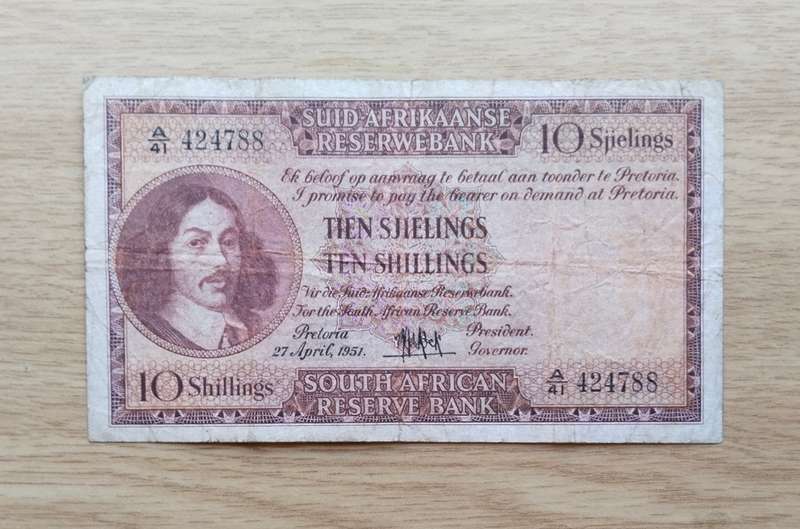 SUID-AFRIKAANSE
RESERWEBANK
A/41 424788
10 Sjielings
Ek beloof op aanvraag te betaal aan toonder te Pretoria.
I promise to pay the bearer on demand at Pretoria.
TIEN SJIELINGS
TEN SHILLINGS
Vir die Suid-Afrikaanse Reserwebank.
For the South African Reserve Bank.
Pretoria
27 April, 1951.
President.
Governor.
10 Shillings
SOUTH AFRICAN
RESERVE BANK
A/41 424788